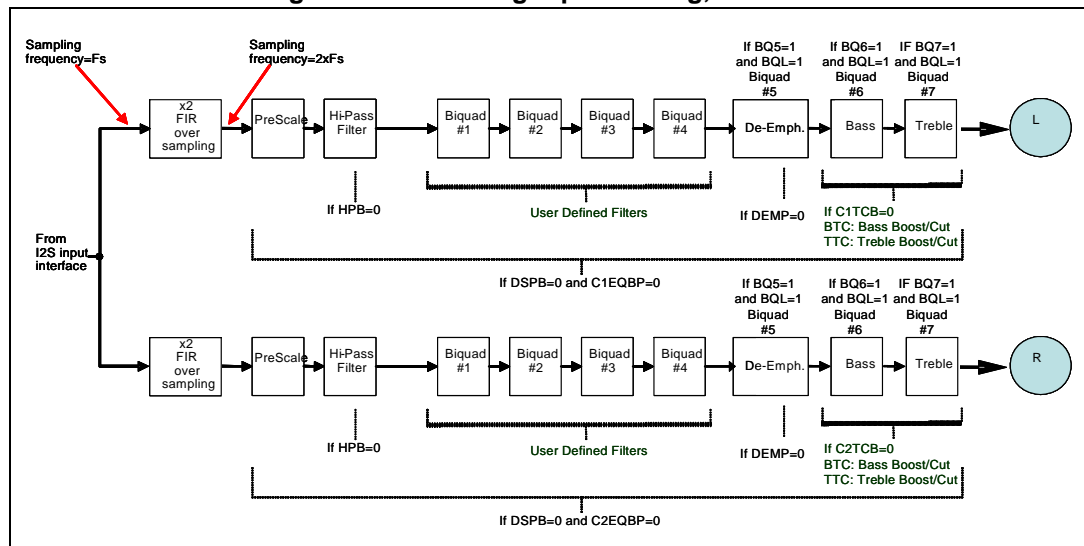 Sampling
frequency=Fs
Sampling
frequency=2xFs
If BQ5=1
and BQL=1
Biquad
#5
If BQ6=1
and BQL=1
Biquad
#6
IF BQ7=1
and BQL=1
Biquad
#7
x2
FIR
over
sampling
PreScale
Hi-Pass
Filter
Biquad
#1
Biquad
#2
Biquad
#3
Biquad
#4
De-Emph.
Bass
Treble
L
If HPB=0
User Defined Filters
If DEMP=0
If C1TCB=0
BTC: Bass Boost/Cut
TTC: Treble Boost/Cut
From
I2S input
interface
If DSPB=0 and C1EQBP=0
If BQ5=1
and BQL=1
Biquad
#5
If BQ6=1
and BQL=1
Biquad
#6
IF BQ7=1
and BQL=1
Biquad
#7
x2
FIR
over
sampling
PreScale
Hi-Pass
Filter
Biquad
#1
Biquad
#2
Biquad
#3
Biquad
#4
De-Emph.
Bass
Treble
R
If HPB=0
User Defined Filters
If DEMP=0
If C2TCB=0
BTC: Bass Boost/Cut
TTC: Treble Boost/Cut
If DSPB=0 and C2EQBP=0